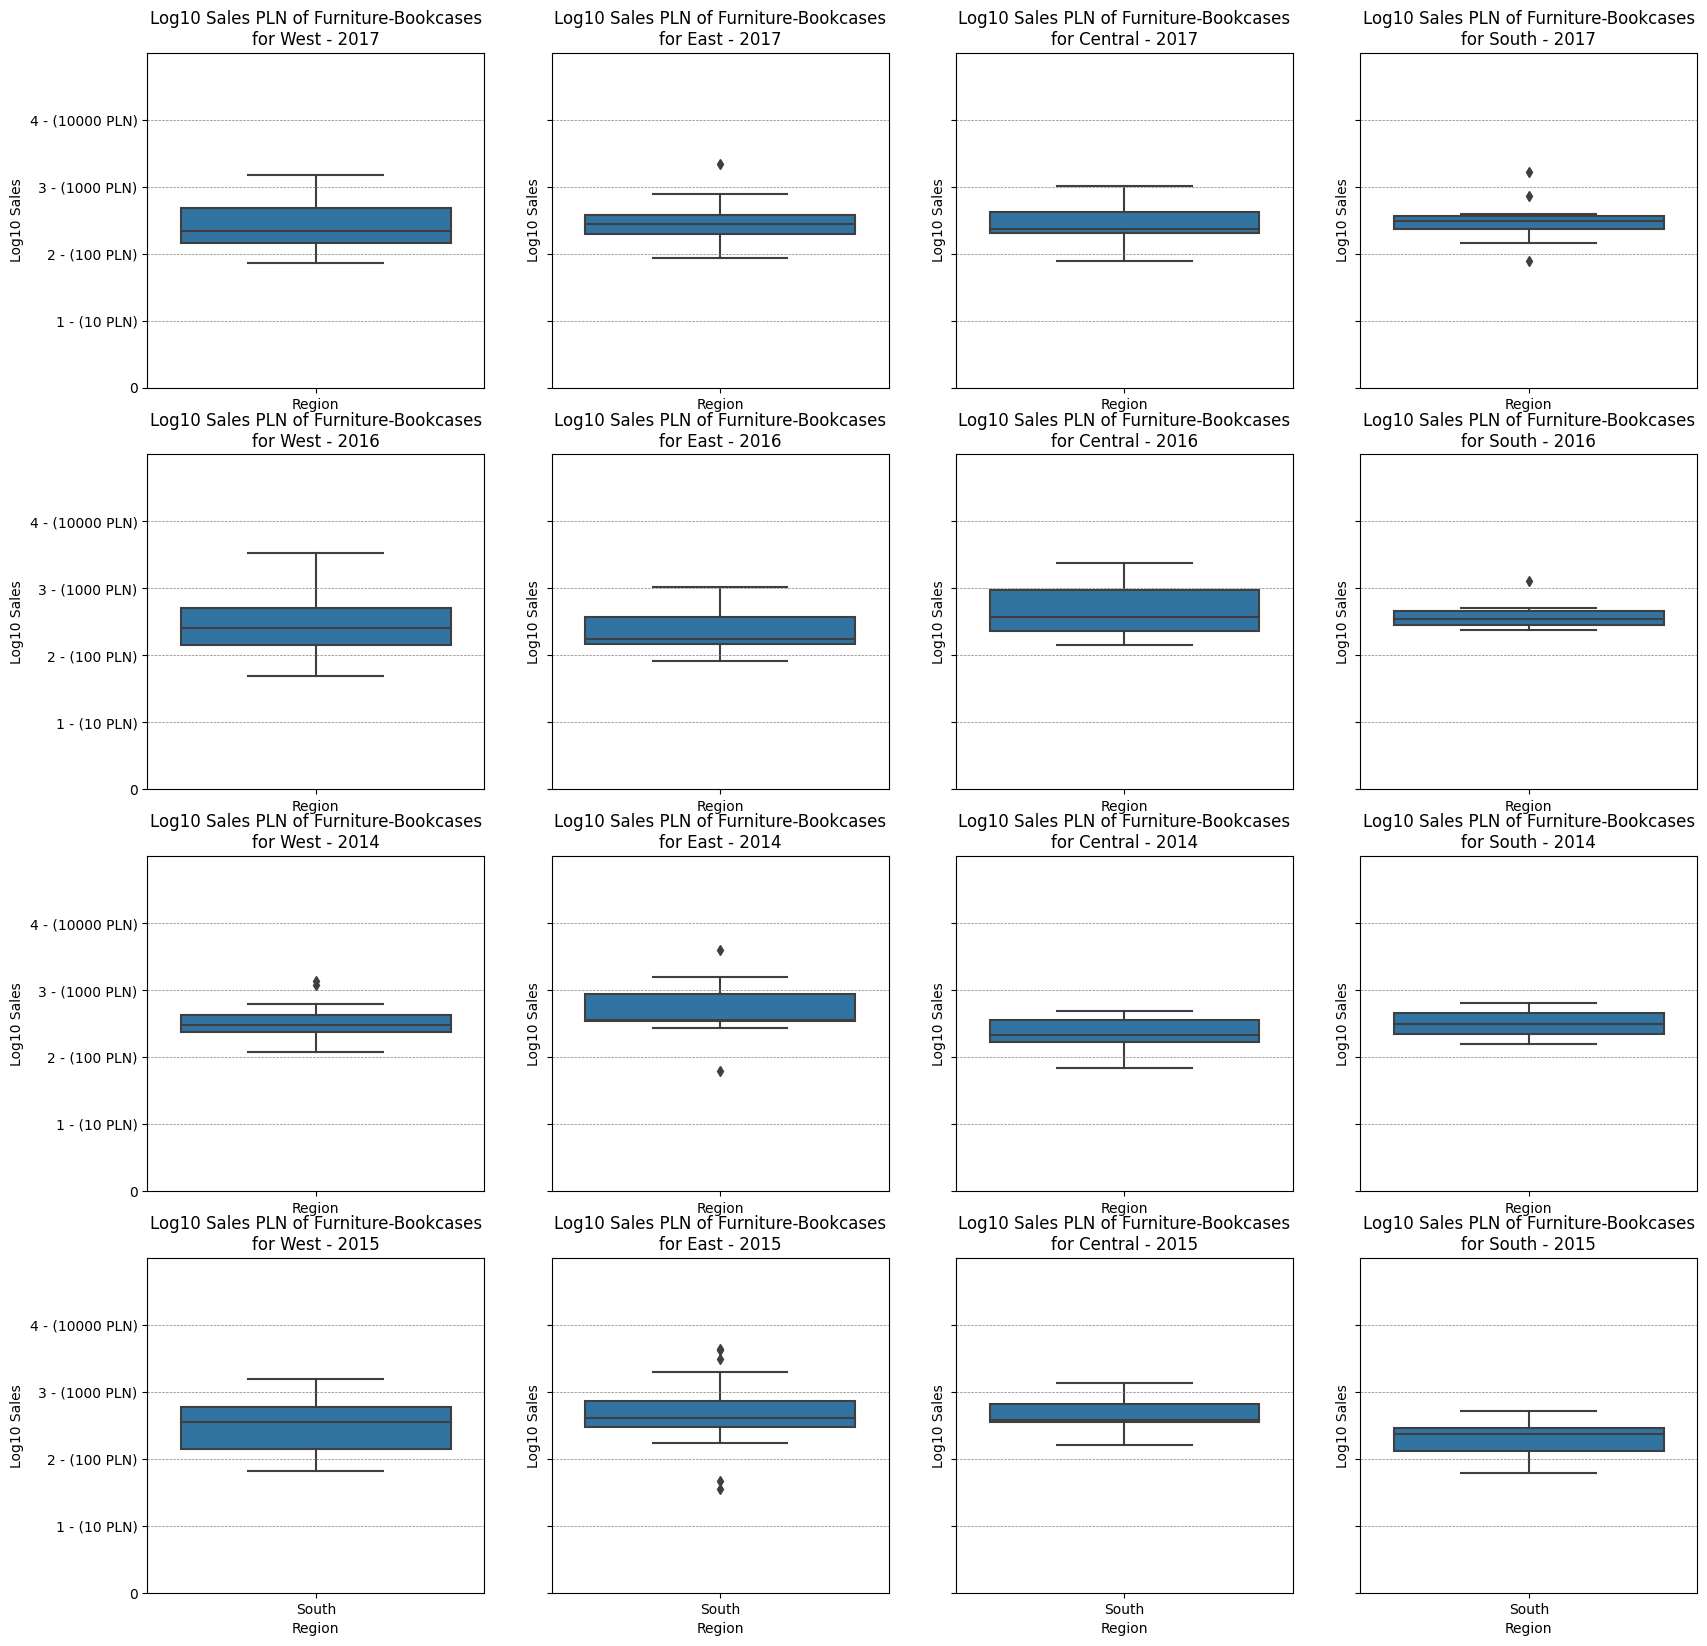 Log10 Sales PLN of Furniture-Bookcases
for West - 2017
Log10 Sales PLN of Furniture-Bookcases
for East - 2017
Log10 Sales PLN of Furniture-Bookcases
for Central - 2017
Log10 Sales PLN of Furniture-Bookcases
for South - 2017
4 - (10000 PLN)
3 - (1000 PLN)
2 - (100 PLN)
1 - (10 PLN)
0
Log10 Sales
Log10 Sales
Log10 Sales
Log10 Sales
Region
Region
Region
Region
Log10 Sales PLN of Furniture-Bookcases
for West - 2016
Log10 Sales PLN of Furniture-Bookcases
for East - 2016
Log10 Sales PLN of Furniture-Bookcases
for Central - 2016
Log10 Sales PLN of Furniture-Bookcases
for South - 2016
4 - (10000 PLN)
3 - (1000 PLN)
2 - (100 PLN)
1 - (10 PLN)
0
Log10 Sales
Log10 Sales
Log10 Sales
Log10 Sales
Region
Region
Region
Region
Log10 Sales PLN of Furniture-Bookcases
for West - 2014
Log10 Sales PLN of Furniture-Bookcases
for East - 2014
Log10 Sales PLN of Furniture-Bookcases
for Central - 2014
Log10 Sales PLN of Furniture-Bookcases
for South - 2014
4 - (10000 PLN)
3 - (1000 PLN)
2 - (100 PLN)
1 - (10 PLN)
0
Log10 Sales
Log10 Sales
Log10 Sales
Log10 Sales
Region
Region
Region
Region
Log10 Sales PLN of Furniture-Bookcases
for West - 2015
Log10 Sales PLN of Furniture-Bookcases
for East - 2015
Log10 Sales PLN of Furniture-Bookcases
for Central - 2015
Log10 Sales PLN of Furniture-Bookcases
for South - 2015
4 - (10000 PLN)
3 - (1000 PLN)
2 - (100 PLN)
1 - (10 PLN)
0
Log10 Sales
Log10 Sales
Log10 Sales
Log10 Sales
South
Region
South
Region
South
Region
South
Region